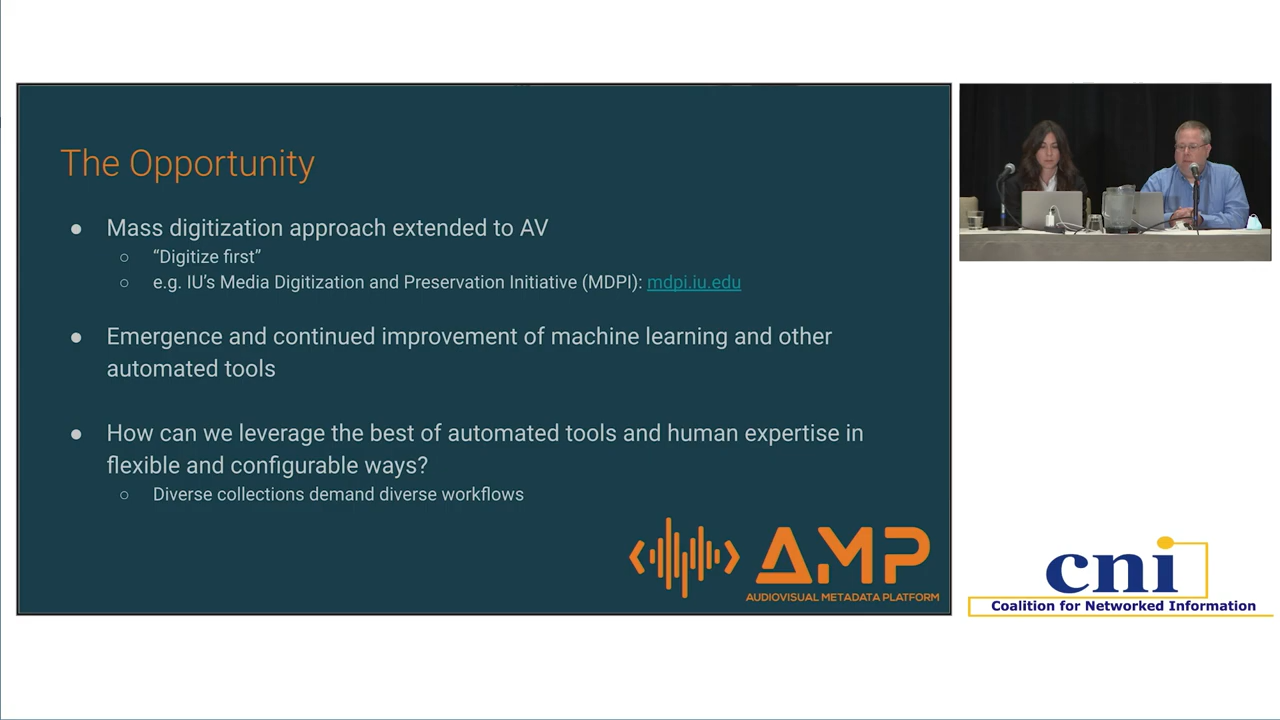 The Opportunity
● Mass digitization approach extended to AV
○ “Digitize first”
○ e.g. IU’s Media Digitization and Preservation Initiative (MDPI): mdpi.iu.edu
● Emergence and continued improvement of machine learning and other
automated tools
● How can we leverage the best of automated tools and human expertise in
flexible and configurable ways?
○ Diverse collections demand diverse workflows
AMP
AUDIOVISUAL METADATA PLATFORM
cni
Coalition for Networked Information